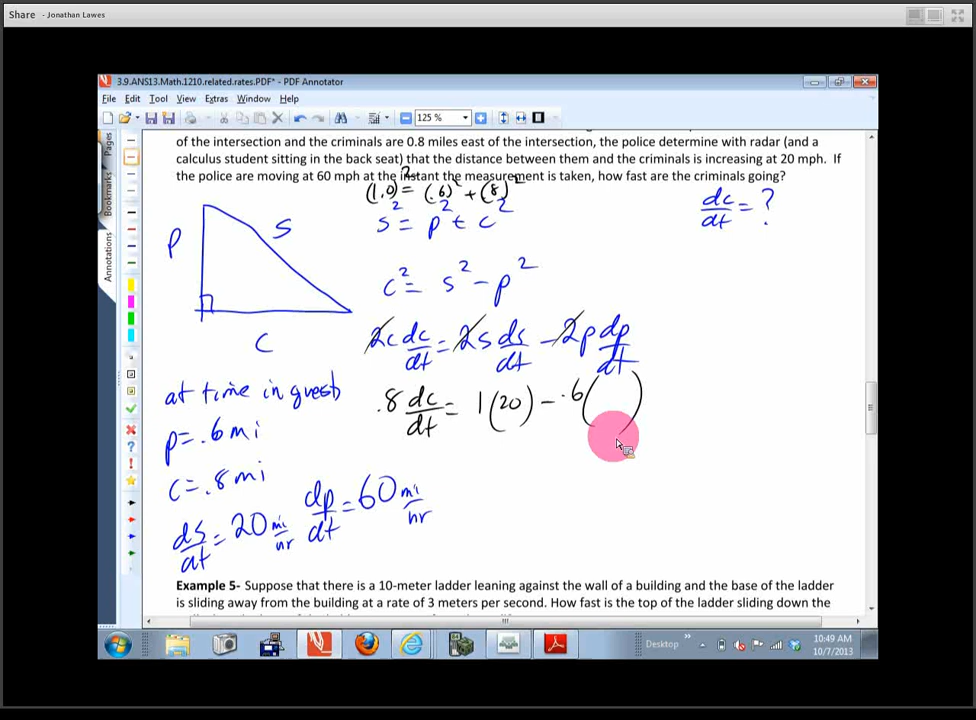 Share - Jonathan Lawes
3.9.ANS13.Math.1210.related.rates.PDF* - PDF Annotator
File Edit Tool View Extras Window Help
125 %
Pages
Bookmarks
Annotations
of the intersection and the criminals are 0.8 miles east of the intersection, the police determine with radar (and a
calculus student sitting in the back seat) that the distance between them and the criminals is increasing at 20 mph. If
the police are moving at 60 mph at the instant the measurement is taken, how fast are the criminals going?
(1.0)² = (.6)² + (.8)²
s² = p² + c²
dc/dt = ?
P
S
C
c² = s² - p²
2c dc/dt = 2s ds/dt - 2p dp/dt
at time in quest
.8 dc/dt = 1(20) - .6( )
p = .6 mi
c = .8 mi
ds/dt = 20 mi/hr dp/dt = 60 mi/hr
Example 5- Suppose that there is a 10-meter ladder leaning against the wall of a building and the base of the ladder
is sliding away from the building at a rate of 3 meters per second. How fast is the top of the ladder sliding down the
Desktop
10:49 AM
10/7/2013